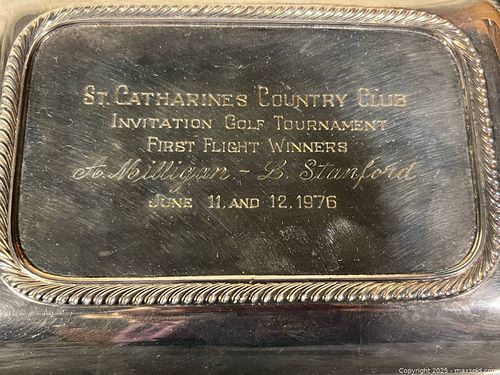 St. Catharines Country Club
Invitation Golf Tournament
First Flight Winners
A. Milligan - B. Stanford
June 11, and 12, 1976
Copyright 2025 - maxsold.com